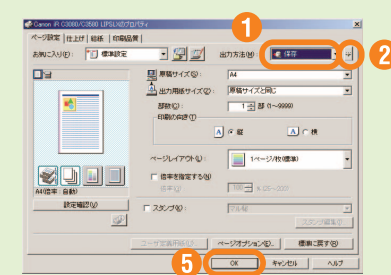 Canon iR C3000/C3500 LIPSLXのプロパティ
ページ設定 仕上げ 給紙 印刷品質
お気に入り(F): 標準設定 出力方法(M): 保存
1
2
原稿サイズ(S): A4
出力用紙サイズ(Z): 原稿サイズと同じ
部数(C): 1 部 (1~9999)
印刷の向き(T)
A 縦 A 横
ページレイアウト(L): 1ページ/枚(標準)
倍率を指定する(N)
倍率(J): 100 % (25~200)
A4(倍率:自動)
設定確認(V)
スタンプ(W): マル秘
スタンプ編集(I)
ユーザ定義用紙(U) ページオプション(G)... 標準に戻す(R)
5
OK キャンセル ヘルプ